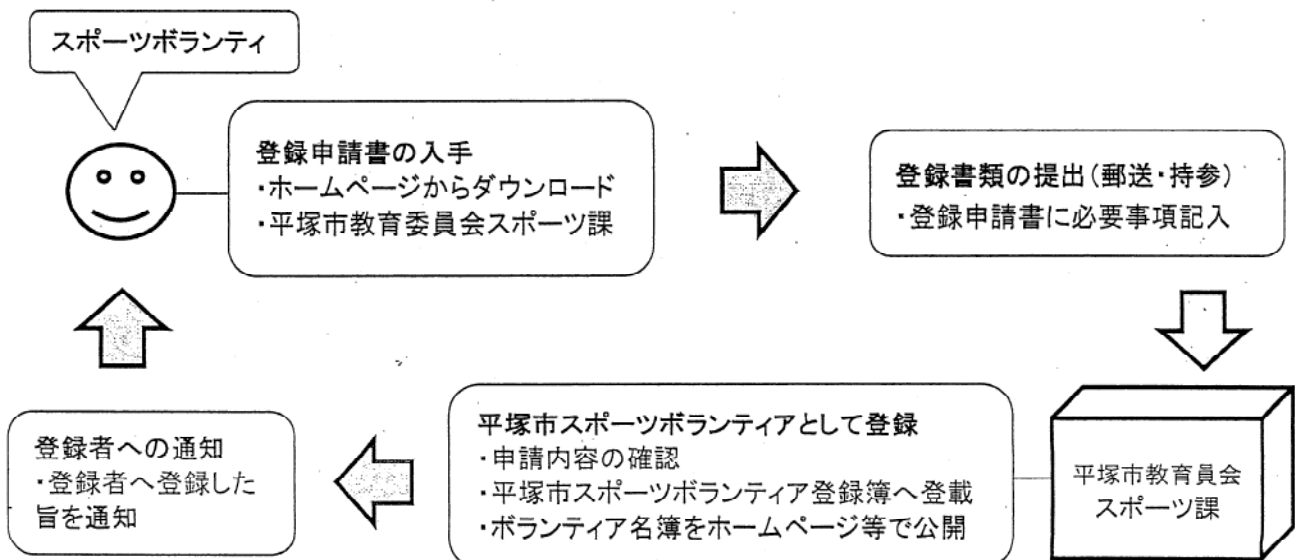 スポーツボランティ
登録申請書の入手
・ホームページからダウンロード
・平塚市教育委員会スポーツ課
登録書類の提出(郵送・持参)
・登録申請書に必要事項記入
平塚市教育員会
スポーツ課
平塚市スポーツボランティアとして登録
・申請内容の確認
・平塚市スポーツボランティア登録簿へ登載
・ボランティア名簿をホームページ等で公開
登録者への通知
・登録者へ登録した
旨を通知